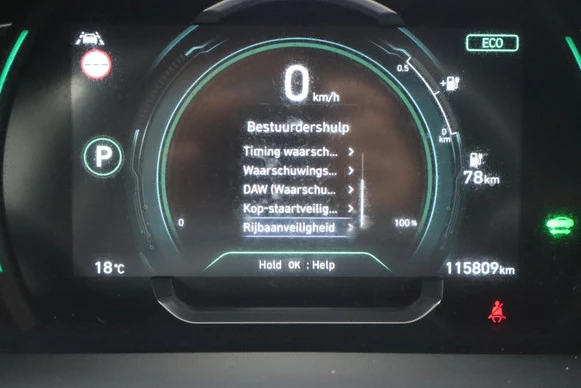 ECO
0.5
0 km/h
+
0
km
Bestuurdershulp
Timing waarsch...
Waarschuwings...
DAW (Waarschu...
Kop-staartveilig...
Rijbaanveiligheid
P
78km
0
100%
18°C
Hold OK : Help
115809km